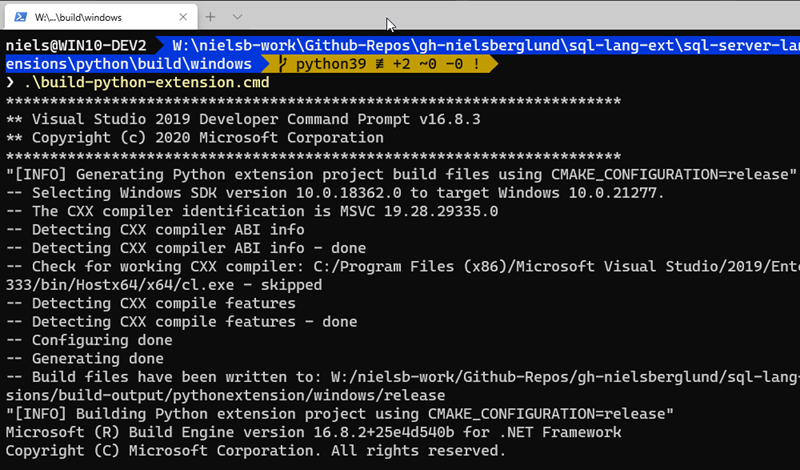 W:\...\build\windows
niels@WIN10-DEV2 W:\nielsb-work\Github-Repos\gh-nielsberglund\sql-lang-ext\sql-server-lan
ensions\python\build\windows python39 ≢ +2 ~0 -0 !
❯ .\build-python-extension.cmd
**********************************************************************
** Visual Studio 2019 Developer Command Prompt v16.8.3
** Copyright (c) 2020 Microsoft Corporation
**********************************************************************
"[INFO] Generating Python extension project build files using CMAKE_CONFIGURATION=release"
-- Selecting Windows SDK version 10.0.18362.0 to target Windows 10.0.21277.
-- The CXX compiler identification is MSVC 19.28.29335.0
-- Detecting CXX compiler ABI info
-- Detecting CXX compiler ABI info - done
-- Check for working CXX compiler: C:/Program Files (x86)/Microsoft Visual Studio/2019/Ente
333/bin/Hostx64/x64/cl.exe - skipped
-- Detecting CXX compile features
-- Detecting CXX compile features - done
-- Configuring done
-- Generating done
-- Build files have been written to: W:/nielsb-work/Github-Repos/gh-nielsberglund/sql-lang-
sions/build-output/pythonextension/windows/release
"[INFO] Building Python extension project using CMAKE_CONFIGURATION=release"
Microsoft (R) Build Engine version 16.8.2+25e4d540b for .NET Framework
Copyright (C) Microsoft Corporation. All rights reserved.